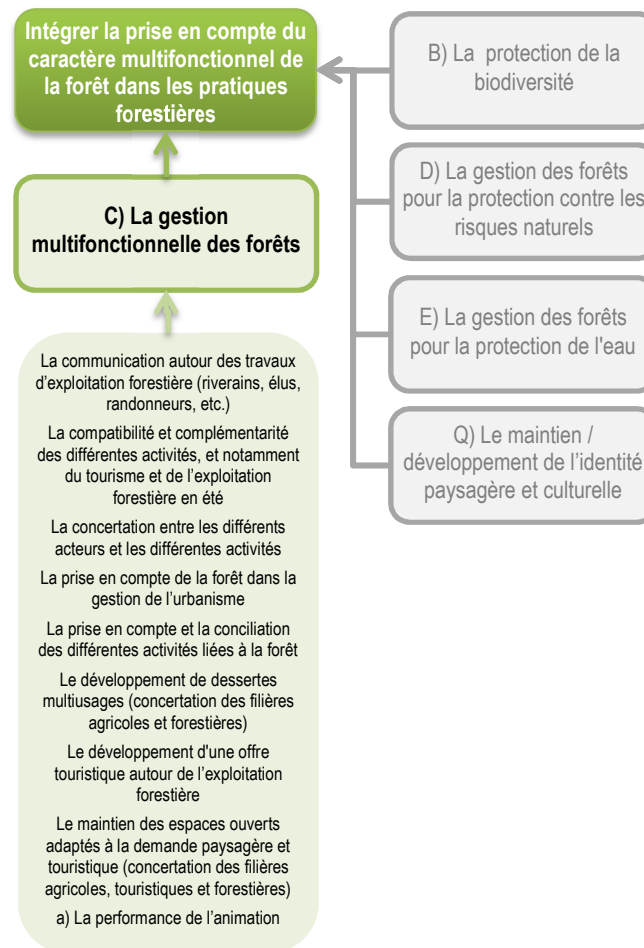 Intégrer la prise en compte du
caractère multifonctionnel de
la forêt dans les pratiques
forestières
C) La gestion
multifonctionnelle des forêts
La communication autour des travaux
d'exploitation forestière (riverains, élus,
randonneurs, etc.)
La compatibilité et complémentarité
des différentes activités, et notamment
du tourisme et de l'exploitation
forestière en été
La concertation entre les différents
acteurs et les différentes activités
La prise en compte de la forêt dans la
gestion de l'urbanisme
La prise en compte et la conciliation
des différentes activités liées à la forêt
Le développement de dessertes
multiusages (concertation des filières
agricoles et forestières)
Le développement d'une offre
touristique autour de l'exploitation
forestière
Le maintien des espaces ouverts
adaptés à la demande paysagère et
touristique (concertation des filières
agricoles, touristiques et forestières)
a) La performance de l'animation
B) La protection de la
biodiversité
D) La gestion des forêts
pour la protection contre les
risques naturels
E) La gestion des forêts
pour la protection de l'eau
Q) Le maintien /
développement de l'identité
paysagère et culturelle